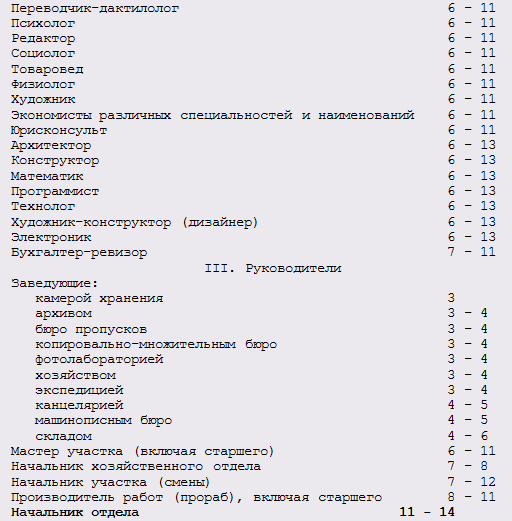 Переводчик-дактилолог 6 - 11
Психолог 6 - 11
Редактор 6 - 11
Социолог 6 - 11
Товаровед 6 - 11
Физиолог 6 - 11
Художник 6 - 11
Экономисты различных специальностей и наименований 6 - 11
Юрисконсульт 6 - 11
Архитектор 6 - 13
Конструктор 6 - 13
Математик 6 - 13
Программист 6 - 13
Технолог 6 - 13
Художник-конструктор (дизайнер) 6 - 13
Электроник 6 - 13
Бухгалтер-ревизор 7 - 11
III. Руководители
Заведующие:
камерой хранения 3
архивом 3 - 4
бюро пропусков 3 - 4
копировально-множительным бюро 3 - 4
фотолабораторией 3 - 4
хозяйством 3 - 4
экспедицией 3 - 4
канцелярией 4 - 5
машинописным бюро 4 - 5
складом 4 - 6
Мастер участка (включая старшего) 6 - 11
Начальник хозяйственного отдела 7 - 8
Начальник участка (смены) 7 - 12
Производитель работ (прораб), включая старшего 8 - 11
Начальник отдела 11 - 14